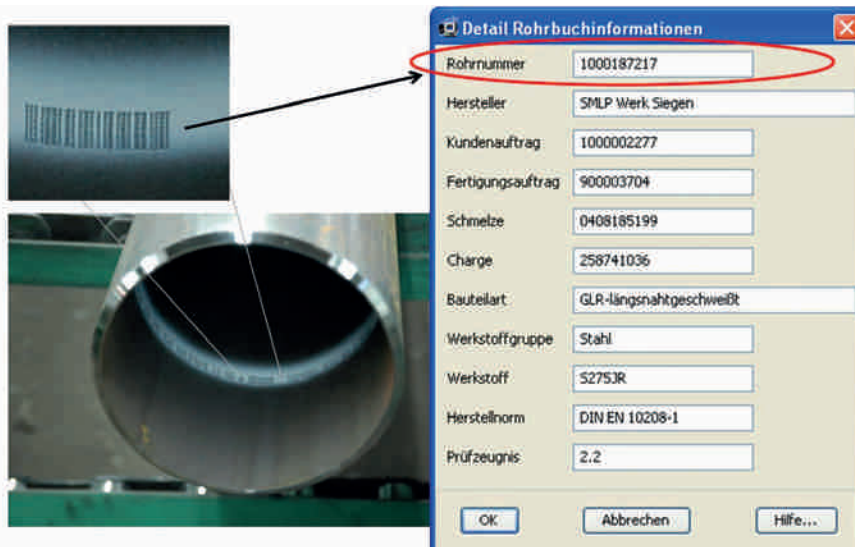 Detail Rohrbuchinformationen
Rohrnummer 1000187217
Hersteller SMLP Werk Siegen
Kundenauftrag 1000002277
Fertigungsauftrag 900003704
Schmelze 0408185199
Charge 258741036
Bauteilart GLR-längsnahtgeschweißt
Werkstoffgruppe Stahl
Werkstoff S275JR
Herstellnorm DIN EN 10208-1
Prüfzeugnis 2.2
OK Abbrechen Hilfe...